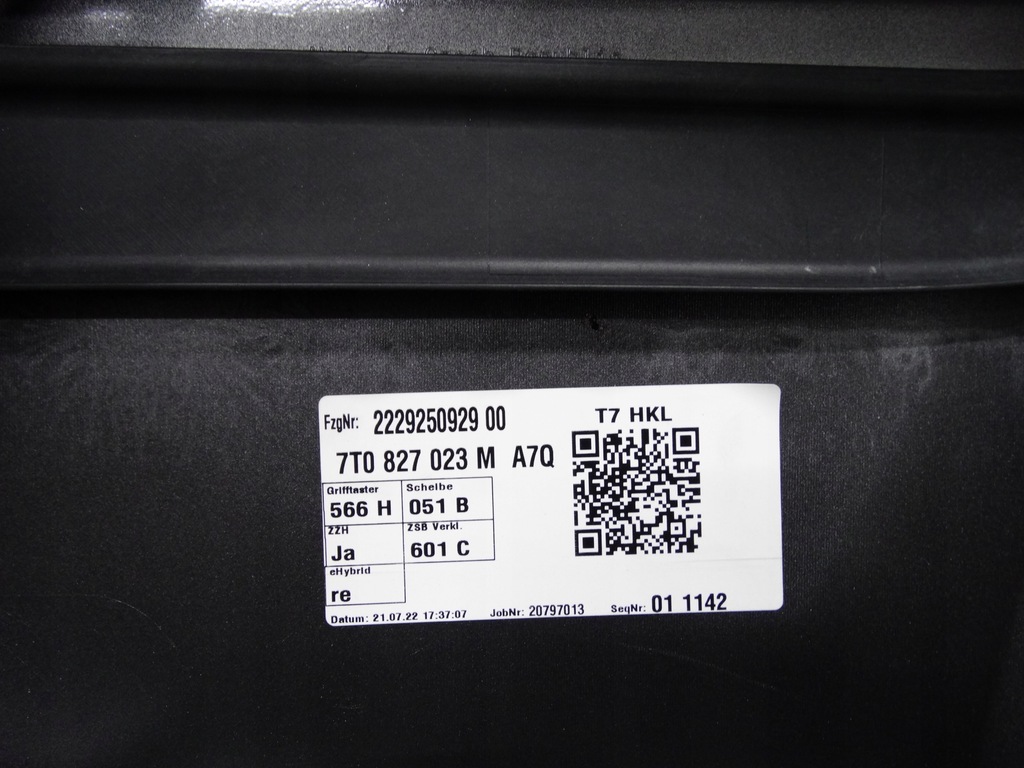 FzgNr: 2229250929 00
T7 HKL
7T0 827 023 M A7Q
Grifftaster
566 H
Scheibe
051 B
ZZH
Ja
ZSB Verkl.
601 C
eHybrid
re
Datum: 21.07.22 17:37:07 JobNr: 20797013 SeqNr: 01 1142